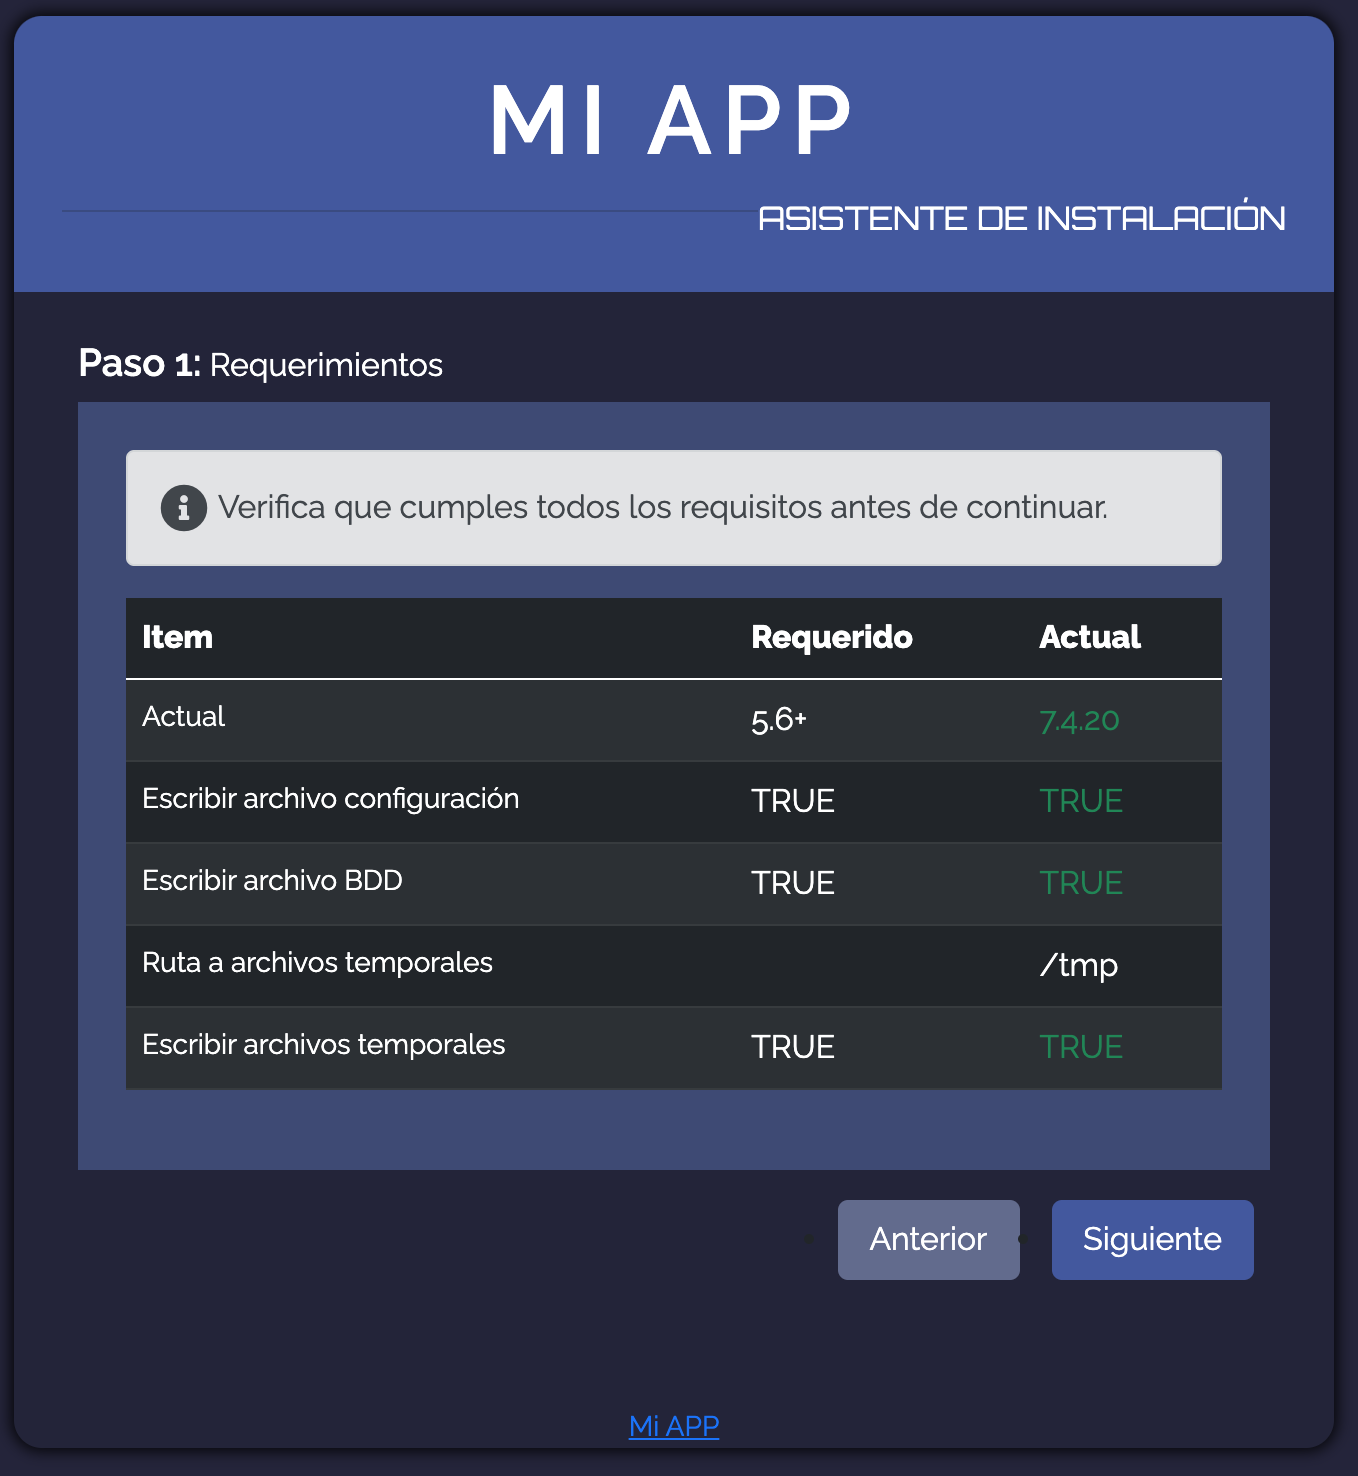 MI APP
ASISTENTE DE INSTALACIÓN
Paso 1: Requerimientos
Verifica que cumples todos los requisitos antes de continuar.
Item Requerido Actual
Actual 5.6+ 7.4.20
Escribir archivo configuración TRUE TRUE
Escribir archivo BDD TRUE TRUE
Ruta a archivos temporales /tmp
Escribir archivos temporales TRUE TRUE
Anterior Siguiente
Mi APP